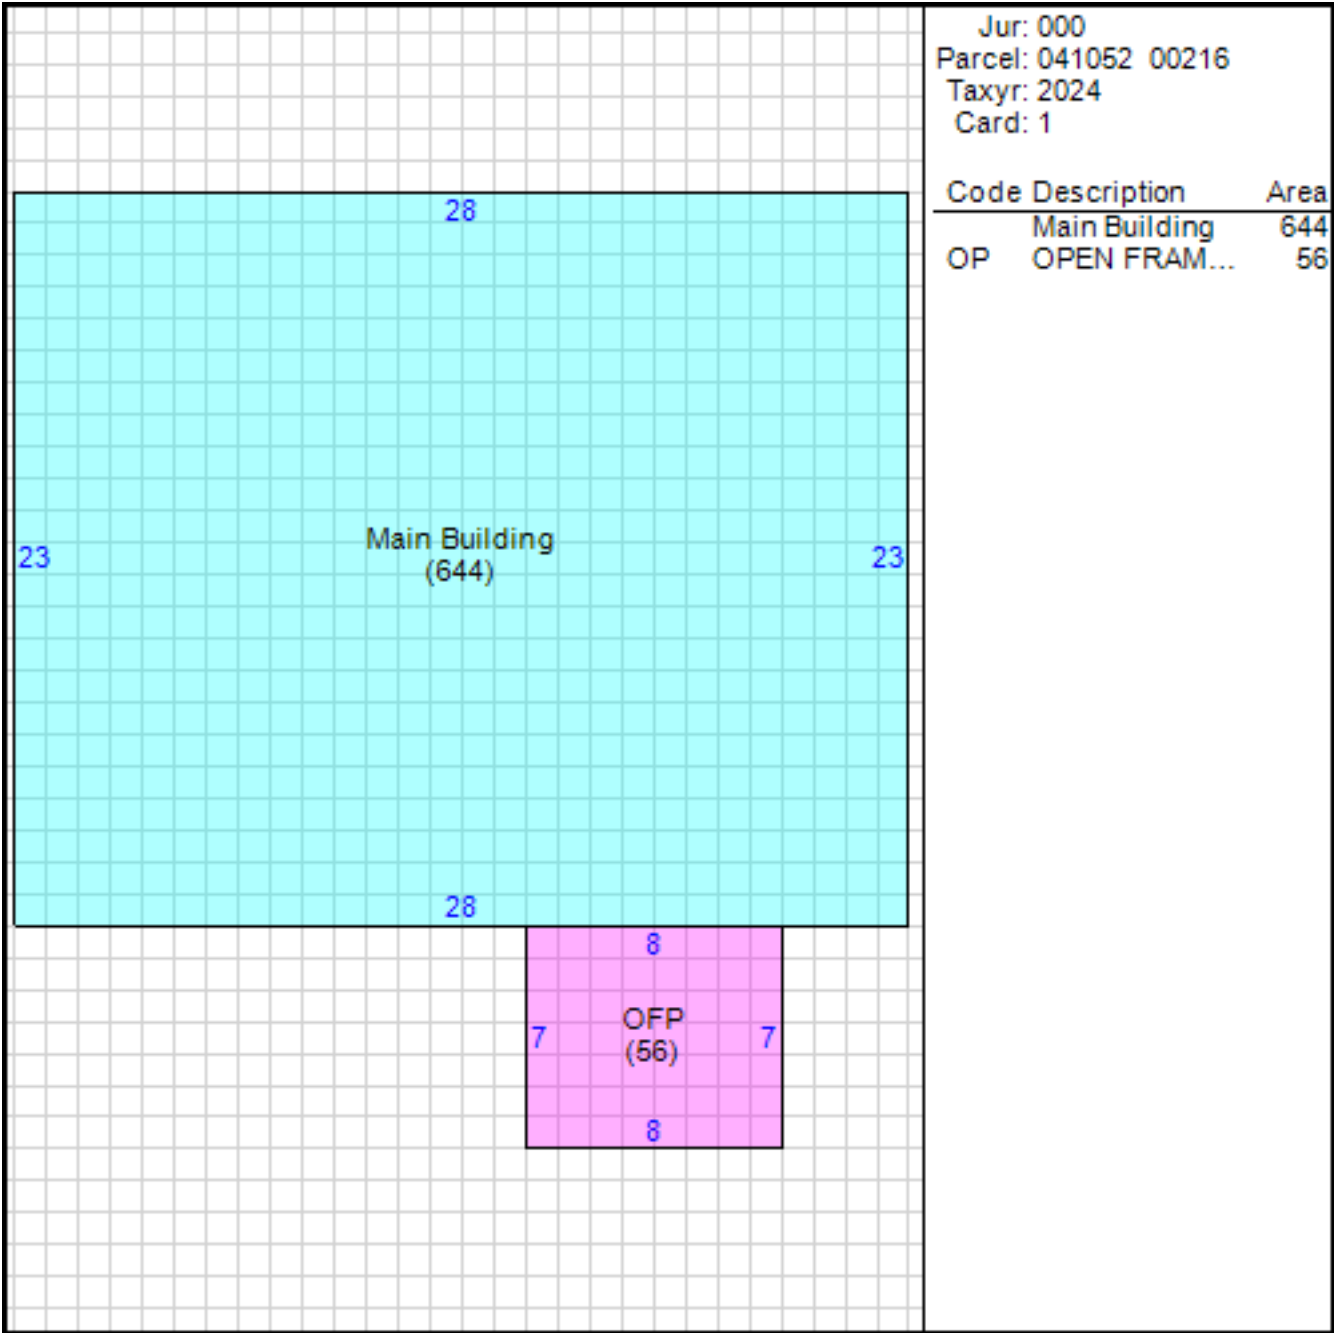 Jur: 000
Parcel: 041052 00216
Taxyr: 2024
Card: 1
Code Description Area
Main Building 644
OP OPEN FRAM... 56
28
23
Main Building
(644)
23
28
8
7
OFP
(56)
7
8